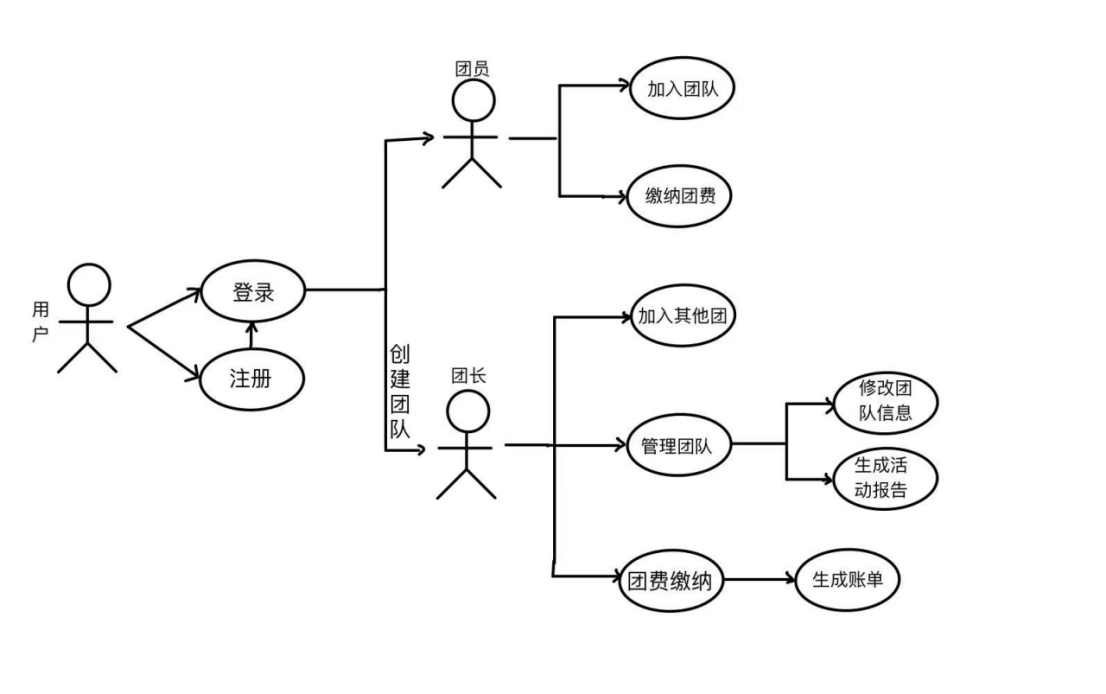 团员
加入团队
缴纳团费
用
户
登录
注册
创
建
团
队
团长
加入其他团
管理团队
修改团
队信息
生成活
动报告
团费缴纳
生成账单